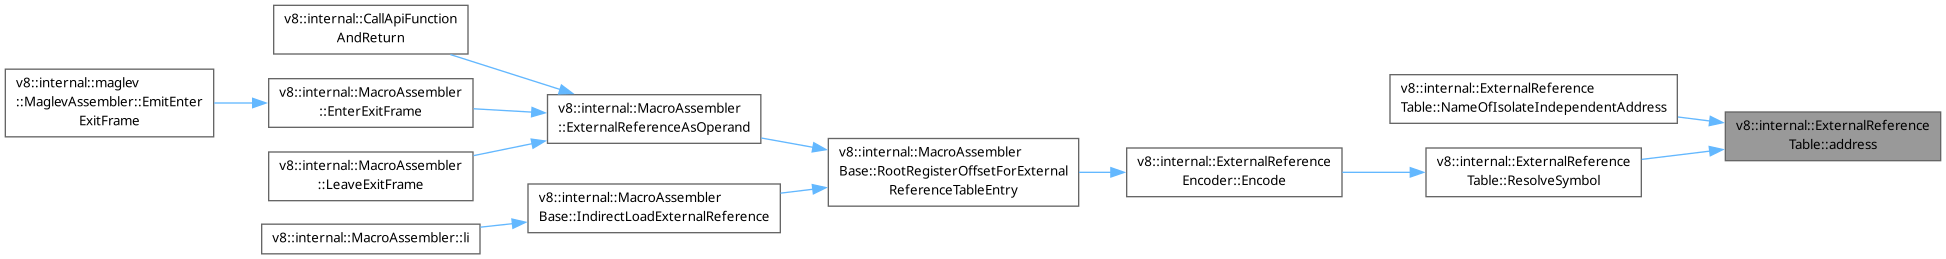 v8::internal::CallApiFunction
AndReturn
v8::internal::maglev
::MaglevAssembler::EmitEnter
ExitFrame
v8::internal::MacroAssembler
::EnterExitFrame
v8::internal::MacroAssembler
::LeaveExitFrame
v8::internal::MacroAssembler::li
v8::internal::MacroAssembler
::ExternalReferenceAsOperand
v8::internal::MacroAssembler
Base::IndirectLoadExternalReference
v8::internal::MacroAssembler
Base::RootRegisterOffsetForExternal
ReferenceTableEntry
v8::internal::ExternalReference
Encoder::Encode
v8::internal::ExternalReference
Table::NameOfIsolateIndependentAddress
v8::internal::ExternalReference
Table::ResolveSymbol
v8::internal::ExternalReference
Table::address